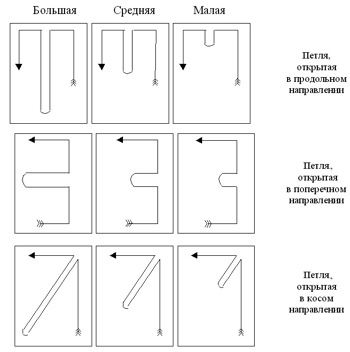 Большая Средняя Малая
Петля,
открытая
в продольном
направлении
Петля,
открытая
в поперечном
направлении
Петля,
открытая
в косом
направлении